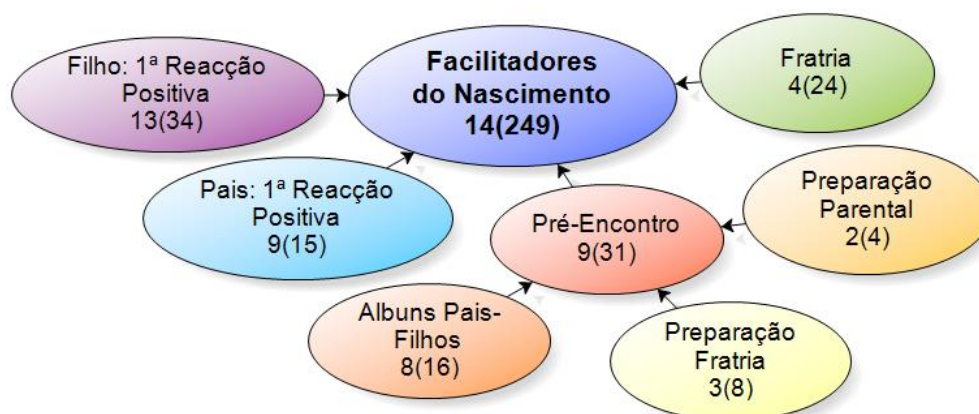 Facilitadores
do Nascimento
14(249)
Filho: 1ª Reacção
Positiva
13(34)
Fratria
4(24)
Pais: 1ª Reacção
Positiva
9(15)
Pré-Encontro
9(31)
Preparação
Parental
2(4)
Albuns Pais-
Filhos
8(16)
Preparação
Fratria
3(8)